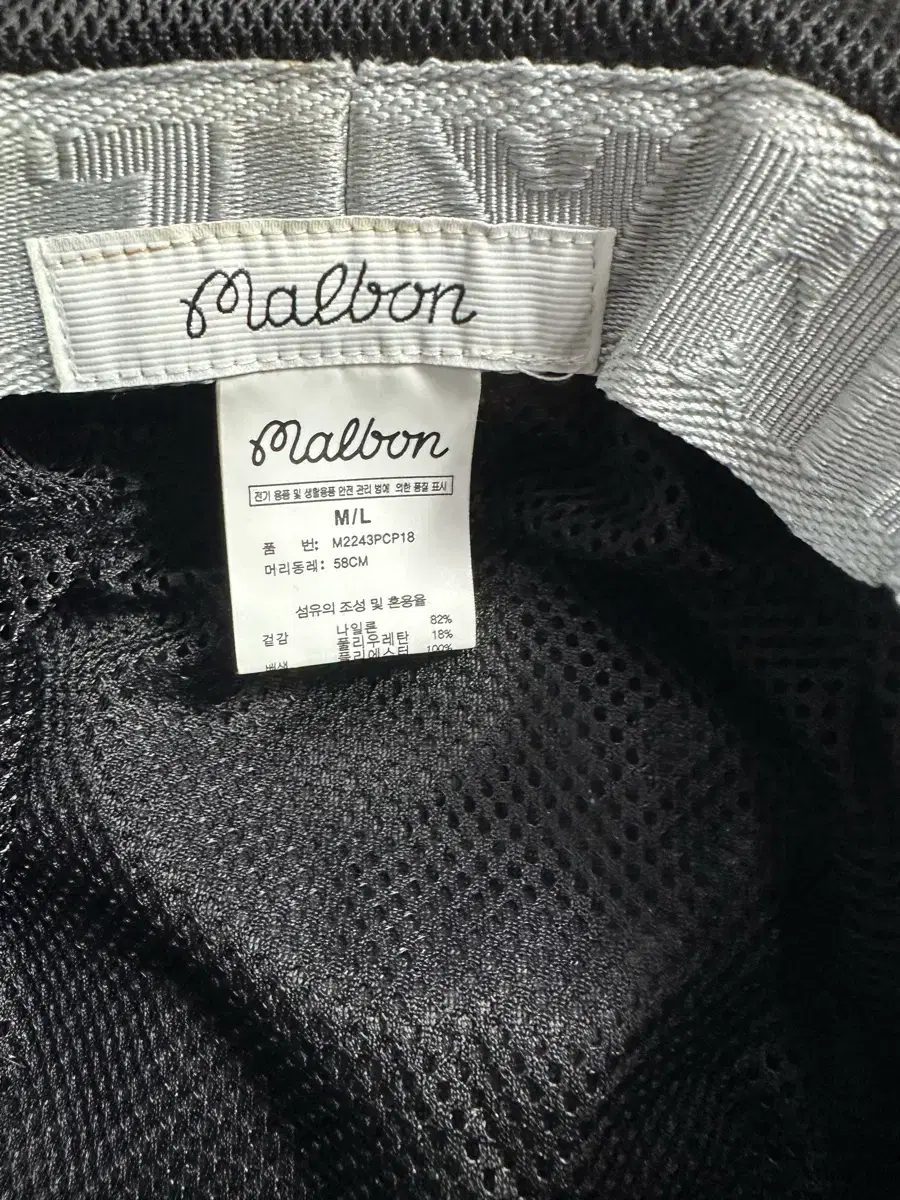 Malbon
Malbon
전기 용품 및 생활용품 안전 관리 법에 의한 품질 표시
M/L
품 번: M2243PCP18
머리동레: 58CM
섬유의 조성 및 혼용율
겉감 나일론 82%
폴리우레탄 18%
폴리에스터 100%